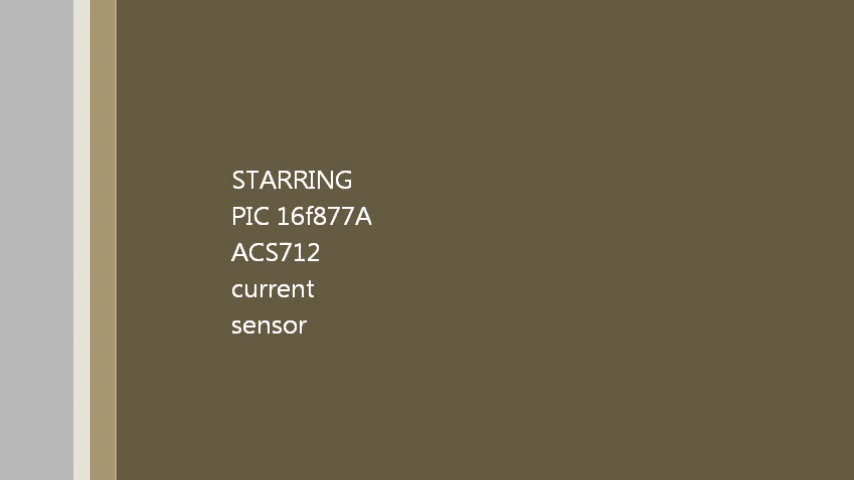 STARRING
PIC 16f877A
ACS712
current
sensor